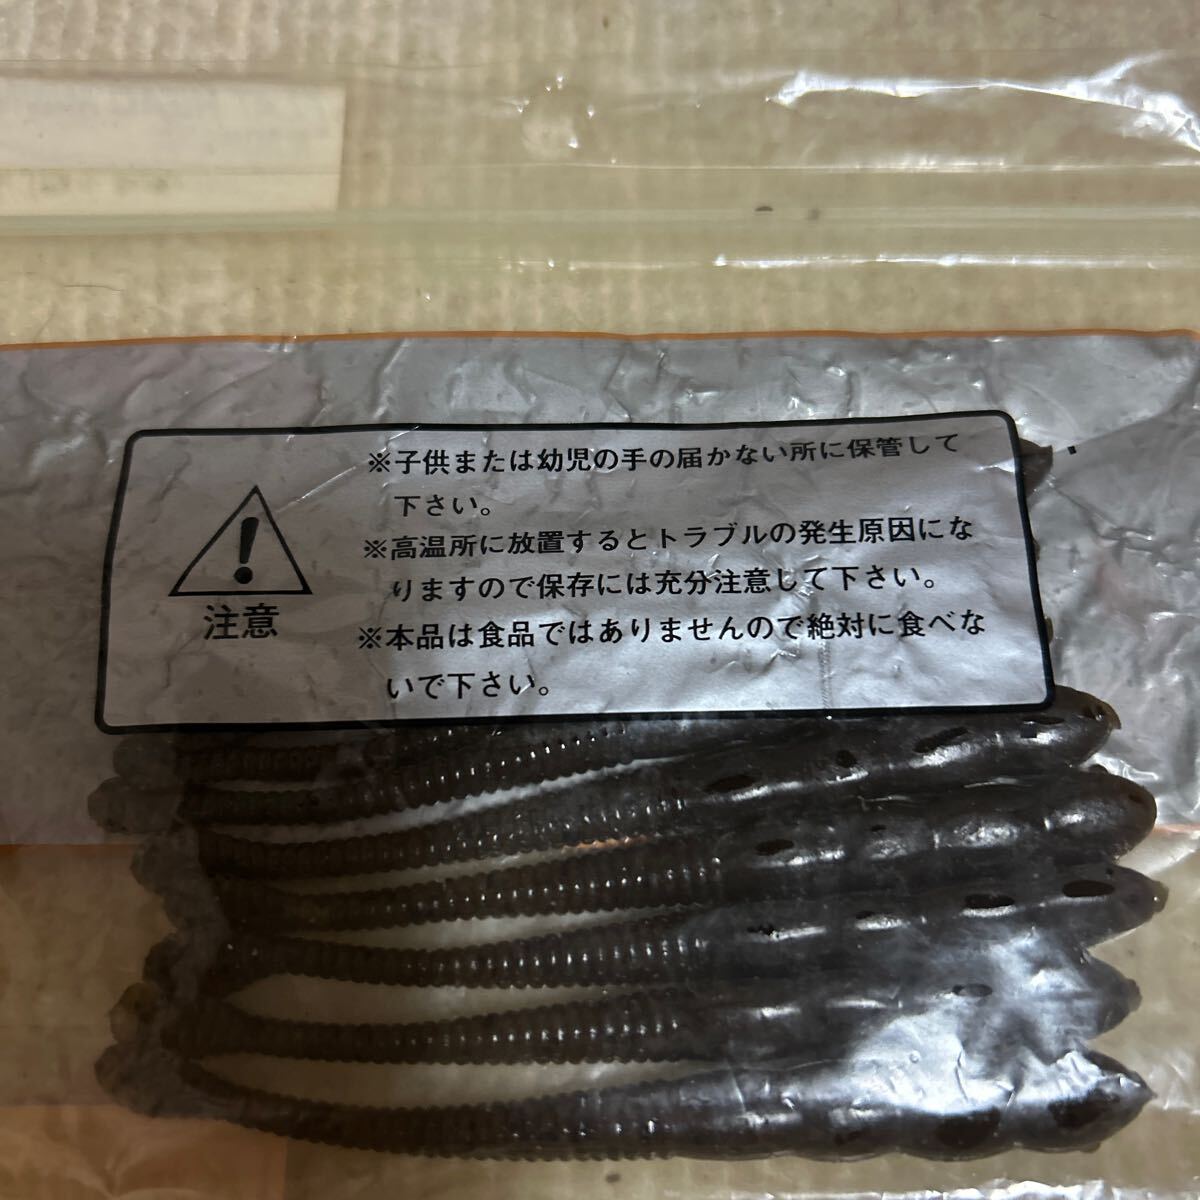 ※子供または幼児の手の届かない所に保管して
下さい。
※高温所に放置するとトラブルの発生原因にな
りますので保存には充分注意して下さい。
※本品は食品ではありませんので絶対に食べな
いで下さい。
注意